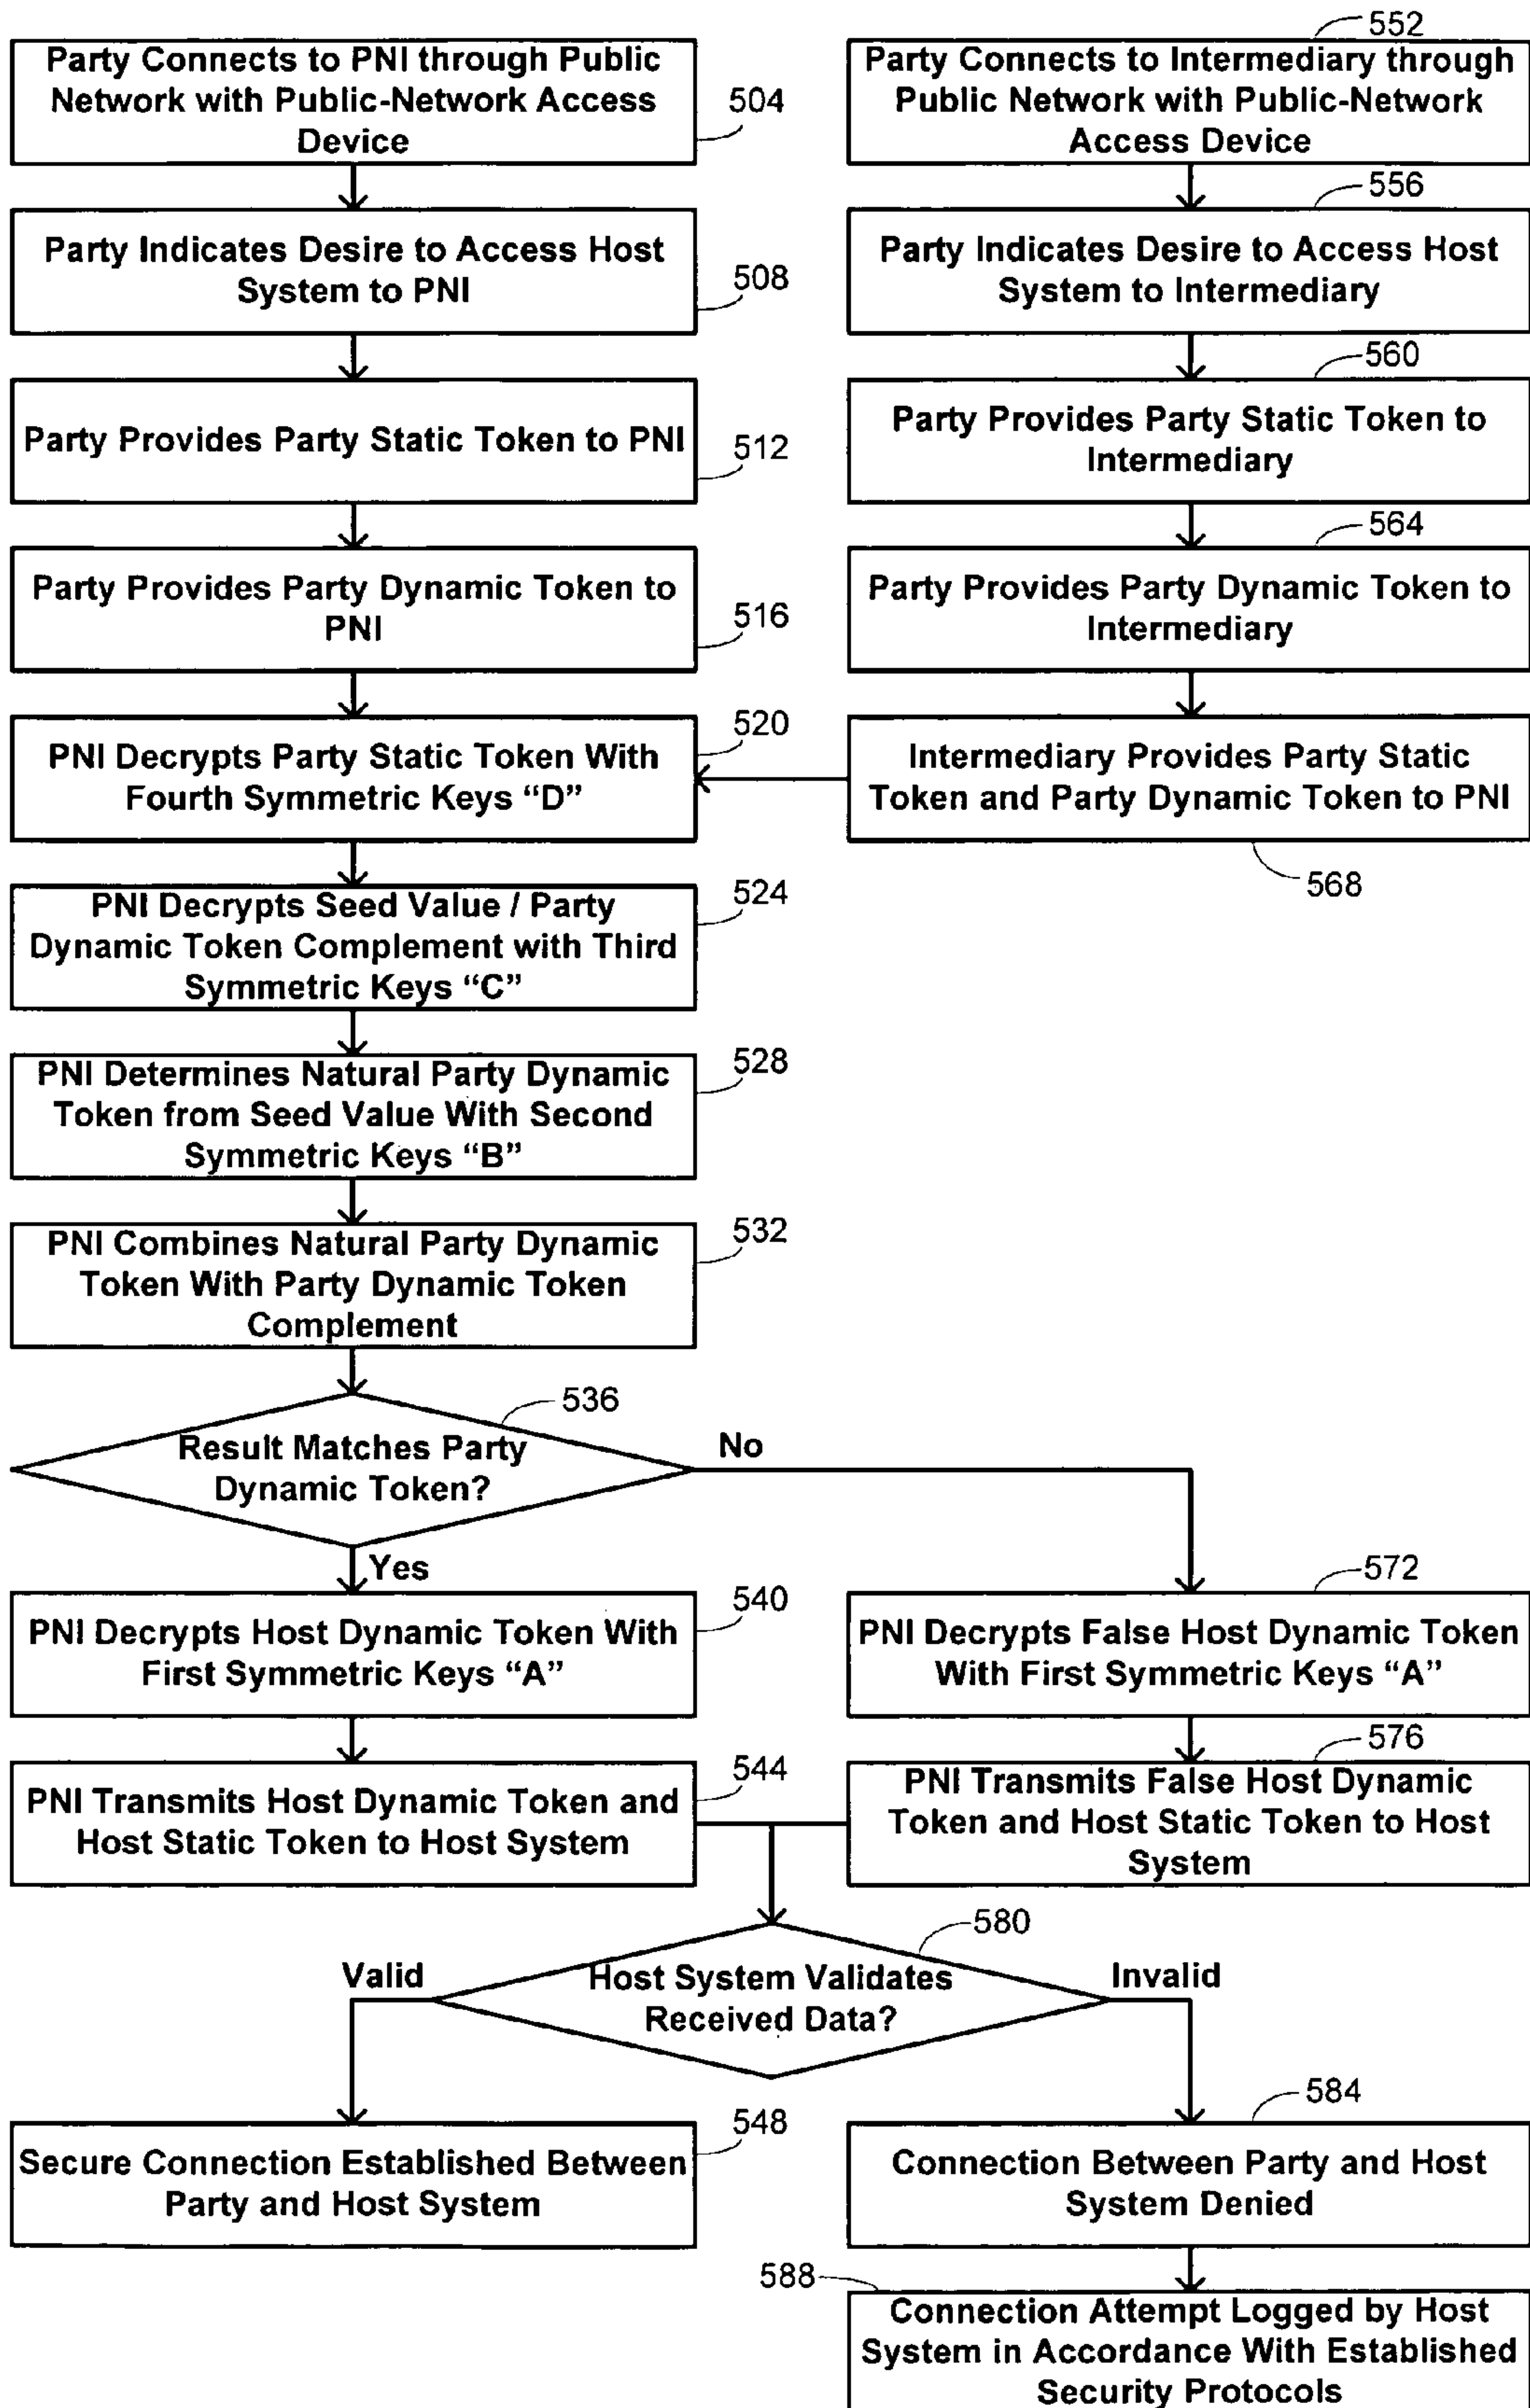 552
Party Connects to PNI through Public
Network with Public-Network Access
Device
504
Party Connects to Intermediary through
Public Network with Public-Network
Access Device
556
Party Indicates Desire to Access Host
System to PNI
508
Party Indicates Desire to Access Host
System to Intermediary
560
Party Provides Party Static Token to PNI
512
Party Provides Party Static Token to
Intermediary
564
Party Provides Party Dynamic Token to
PNI
516
Party Provides Party Dynamic Token to
Intermediary
520
PNI Decrypts Party Static Token With
Fourth Symmetric Keys “D”
Intermediary Provides Party Static
Token and Party Dynamic Token to PNI
568
524
PNI Decrypts Seed Value / Party
Dynamic Token Complement with Third
Symmetric Keys “C”
528
PNI Determines Natural Party Dynamic
Token from Seed Value With Second
Symmetric Keys “B”
532
PNI Combines Natural Party Dynamic
Token With Party Dynamic Token
Complement
536
Result Matches Party
Dynamic Token?
No
Yes
572
540
PNI Decrypts Host Dynamic Token With
First Symmetric Keys “A”
PNI Decrypts False Host Dynamic Token
With First Symmetric Keys “A”
576
544
PNI Transmits Host Dynamic Token and
Host Static Token to Host System
PNI Transmits False Host Dynamic
Token and Host Static Token to Host
System
580
Valid
Host System Validates
Received Data?
Invalid
584
548
Secure Connection Established Between
Party and Host System
Connection Between Party and Host
System Denied
588
Connection Attempt Logged by Host
System in Accordance With Established
Security Protocols